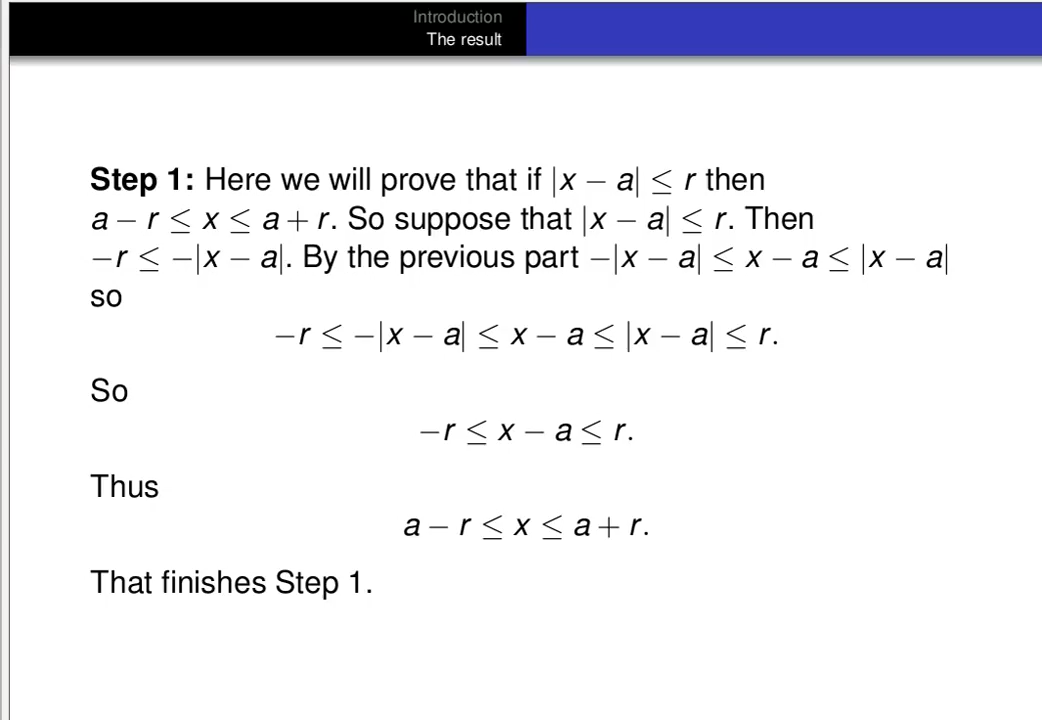 Introduction
The result
Step 1: Here we will prove that if |x − a| ≤ r then
a − r ≤ x ≤ a + r. So suppose that |x − a| ≤ r. Then
−r ≤ −|x − a|. By the previous part −|x − a| ≤ x − a ≤ |x − a|
so
−r ≤ −|x − a| ≤ x − a ≤ |x − a| ≤ r.
So
−r ≤ x − a ≤ r.
Thus
a − r ≤ x ≤ a + r.
That finishes Step 1.